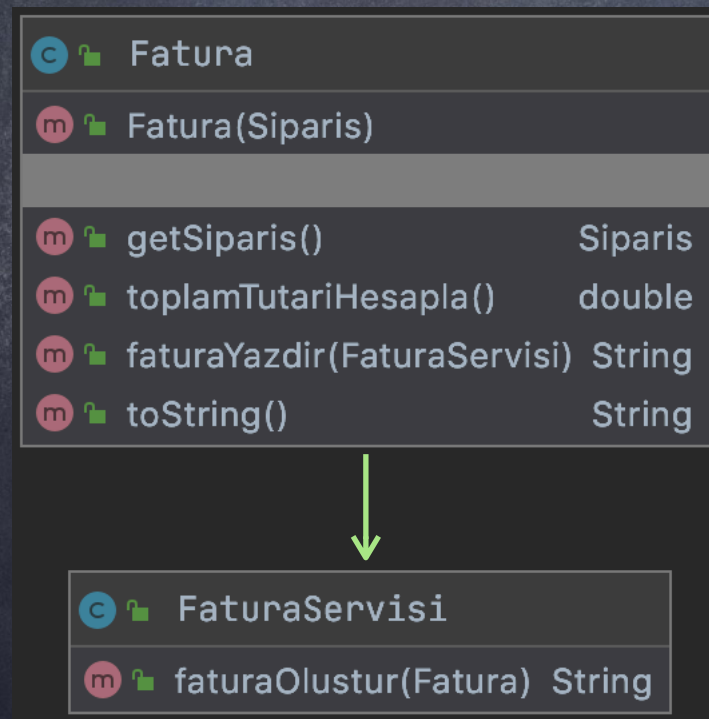 Fatura
Fatura(Siparis)
getSiparis() Siparis
toplamTutariHesapla() double
faturaYazdir(FaturaServisi) String
toString() String
FaturaServisi
faturaOlustur(Fatura) String